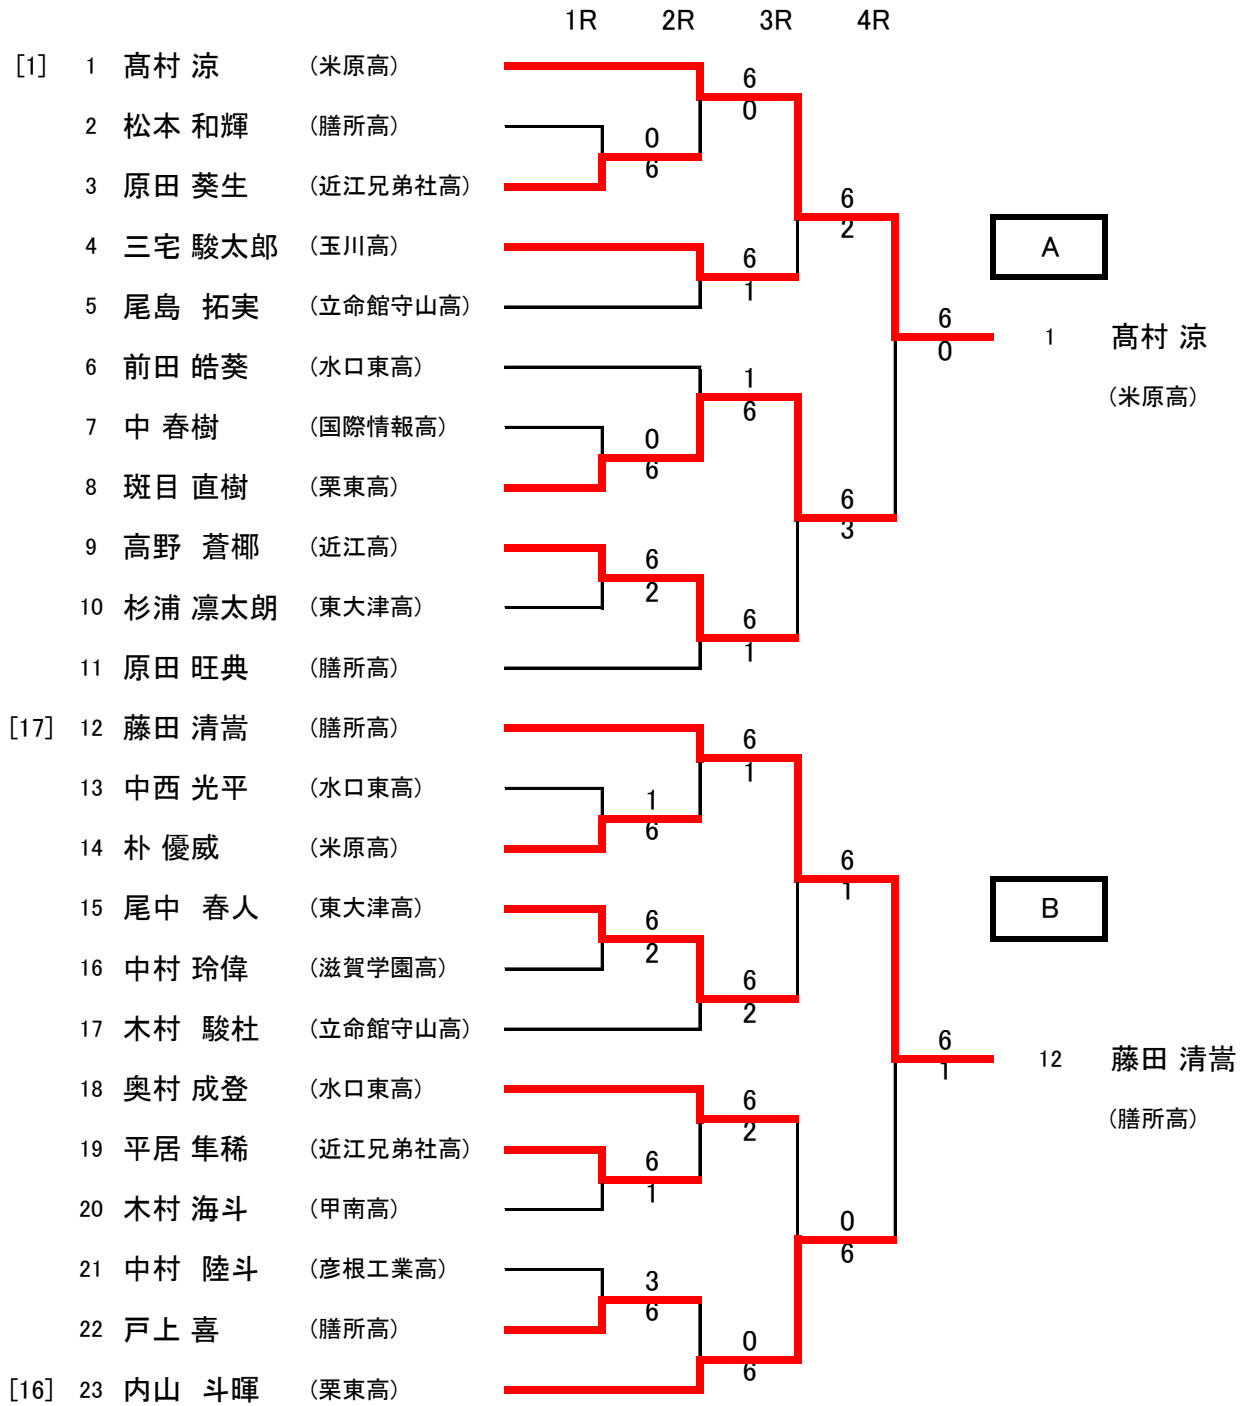 1R 2R 3R 4R
[1] 1 髙村 涼 (米原高)
6
0
2 松本 和輝 (膳所高)
0
6
3 原田 葵生 (近江兄弟社高)
6
2
4 三宅 駿太郎 (玉川高)
A
6
1
5 尾島 拓実 (立命館守山高)
6
0
1 髙村 涼
6 前田 皓葵 (水口東高)
1
6
(米原高)
7 中 春樹 (国際情報高)
0
6
8 斑目 直樹 (栗東高)
6
3
9 高野 蒼椰 (近江高)
6
2
10 杉浦 凛太朗 (東大津高)
6
1
11 原田 旺典 (膳所高)
[17] 12 藤田 清嵩 (膳所高)
6
1
13 中西 光平 (水口東高)
1
6
14 朴 優威 (米原高)
6
1
15 尾中 春人 (東大津高)
B
6
2
16 中村 玲偉 (滋賀学園高)
6
2
17 木村 駿杜 (立命館守山高)
6
1
12 藤田 清嵩
18 奥村 成登 (水口東高)
6
2
(膳所高)
19 平居 隼稀 (近江兄弟社高)
6
1
20 木村 海斗 (甲南高)
0
6
21 中村 陸斗 (彦根工業高)
3
6
22 戸上 喜 (膳所高)
0
6
[16] 23 内山 斗暉 (栗東高)